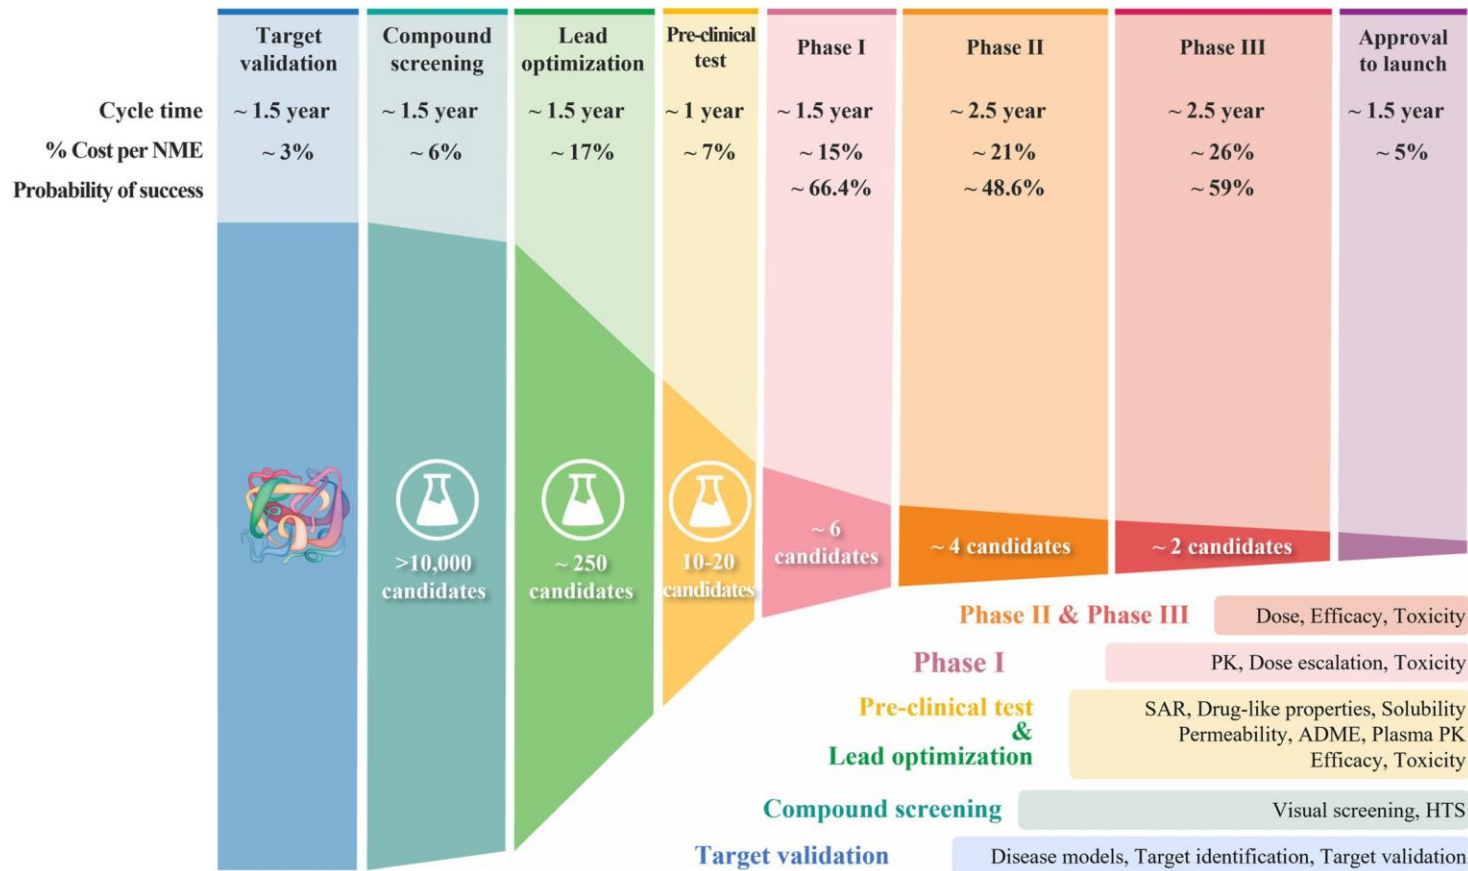 Target validation
Compound screening
Lead optimization
Pre-clinical test
Phase I
Phase II
Phase III
Approval to launch
Cycle time ~ 1.5 year ~ 1.5 year ~ 1.5 year ~ 1 year ~ 1.5 year ~ 2.5 year ~ 2.5 year ~ 1.5 year
% Cost per NME ~ 3% ~ 6% ~ 17% ~ 7% ~ 15% ~ 21% ~ 26% ~ 5%
Probability of success ~ 66.4% ~ 48.6% ~ 59%
>10,000
candidates
~ 250
candidates
10-20
candidates
~ 6
candidates
~ 4 candidates
~ 2 candidates
Phase II & Phase III
Dose, Efficacy, Toxicity
Phase I
PK, Dose escalation, Toxicity
Pre-clinical test
&
Lead optimization
SAR, Drug-like properties, Solubility
Permeability, ADME, Plasma PK
Efficacy, Toxicity
Compound screening
Visual screening, HTS
Target validation
Disease models, Target identification, Target validation